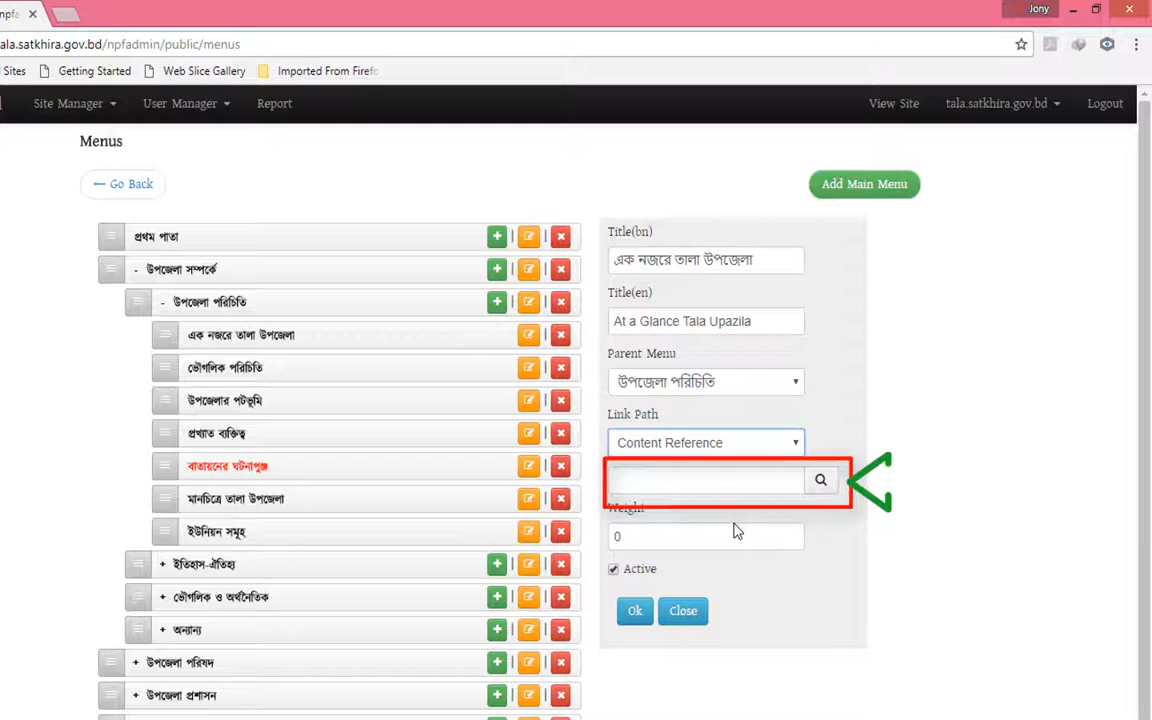 Jony
tala.satkhira.gov.bd/npfadmin/public/menus
Sites Getting Started Web Slice Gallery Imported From Firefo
Site Manager User Manager Report View Site tala.satkhira.gov.bd Logout
Menus
← Go Back
Add Main Menu
প্রথম পাতা
- উপজেলা সম্পর্কে
- উপজেলা পরিচিতি
এক নজরে তালা উপজেলা
ভৌগলিক পরিচিতি
উপজেলার পটভূমি
প্রখ্যাত ব্যক্তিত্ব
বাতায়নের ঘটনাপুঞ্জ
মানচিত্রে তালা উপজেলা
ইউনিয়ন সমূহ
+ ইতিহাস-ঐতিহ্য
+ ভৌগলিক ও অর্থনৈতিক
+ অন্যান্য
+ উপজেলা পরিষদ
+ উপজেলা প্রশাসন
Title(bn)
এক নজরে তালা উপজেলা
Title(en)
At a Glance Tala Upazila
Parent Menu
উপজেলা পরিচিতি
Link Path
Content Reference
Weight
0
Active
Ok Close